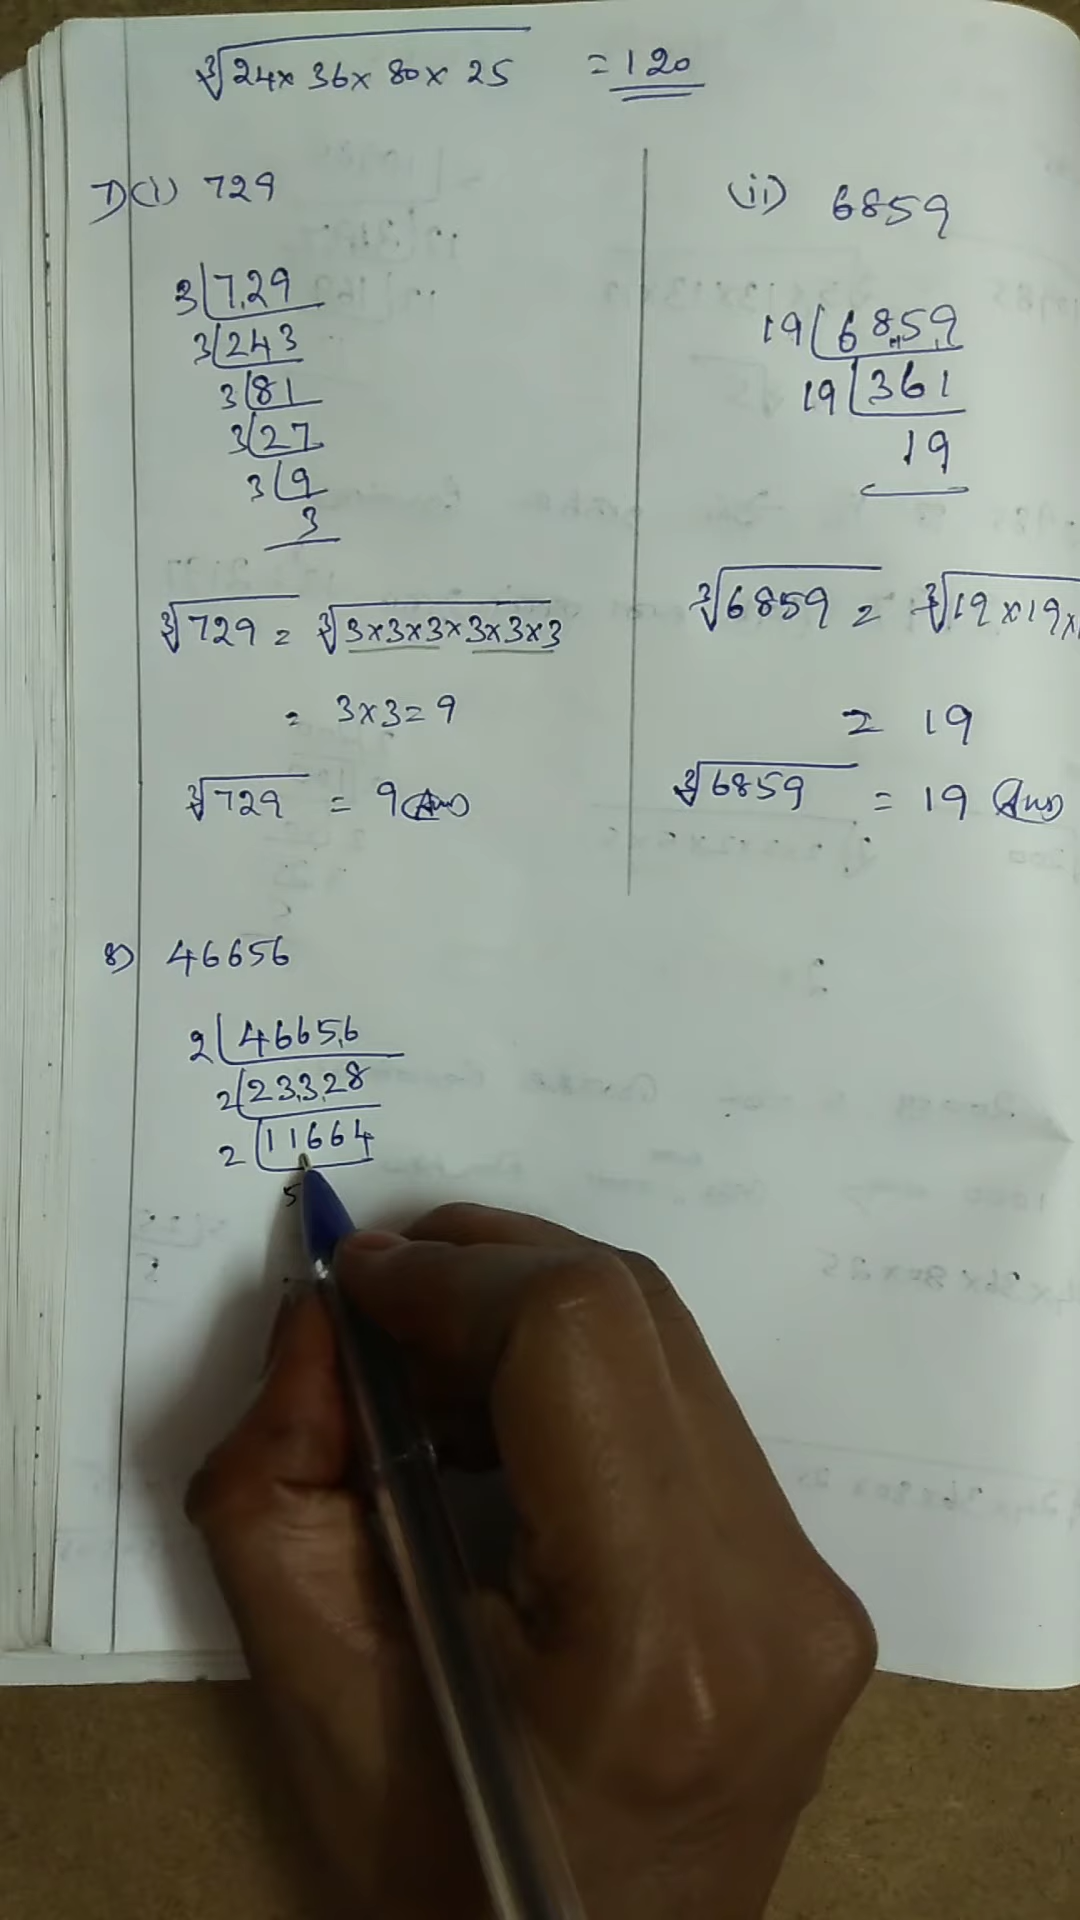 ∛24× 36× 80× 25 = 120
7) (i) 729
3 | 729
3 | 243
3 | 81
3 | 27
3 | 9
3
∛729 = ∛3×3×3×3×3×3
= 3×3 = 9
∛729 = 9 (Ans)
(ii) 6859
19 | 6859
19 | 361
19
∛6859 = ∛19×19×
= 19
∛6859 = 19 (Ans)
8) 46656
2 | 46656
2 | 23328
2 | 11664
5